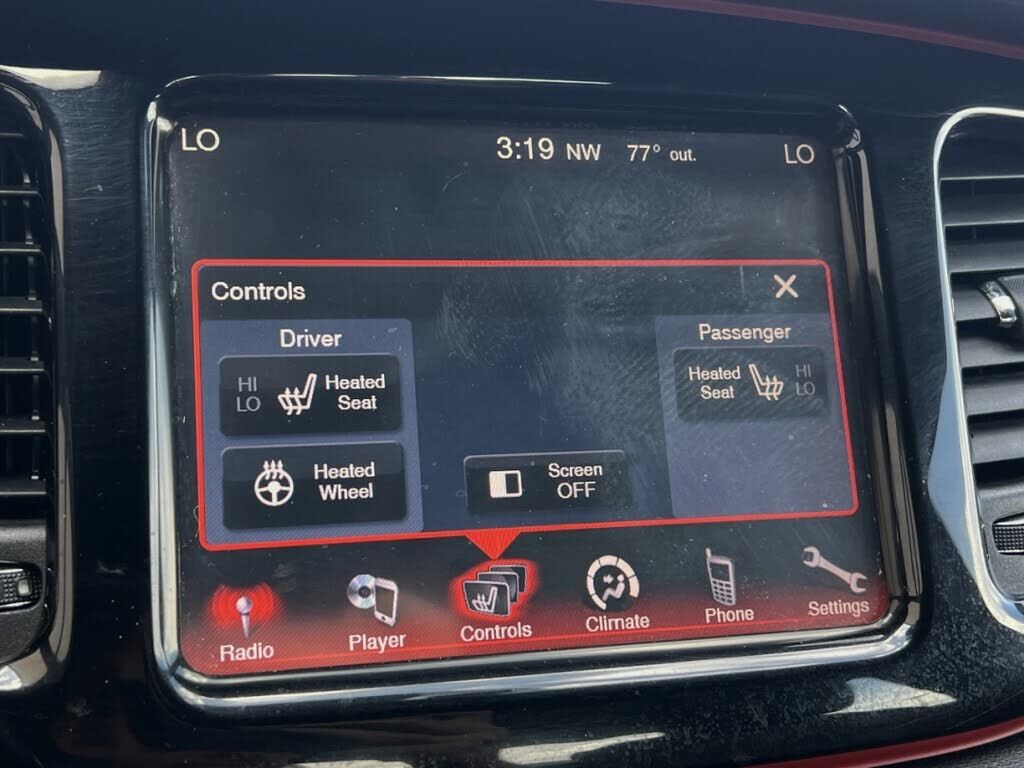 LO 3:19 NW 77° out. LO
Controls
Driver
HI
LO
Heated
Seat
Heated
Wheel
Screen
OFF
Passenger
Heated
Seat
HI
LO
Radio
Player
Controls
Climate
Phone
Settings